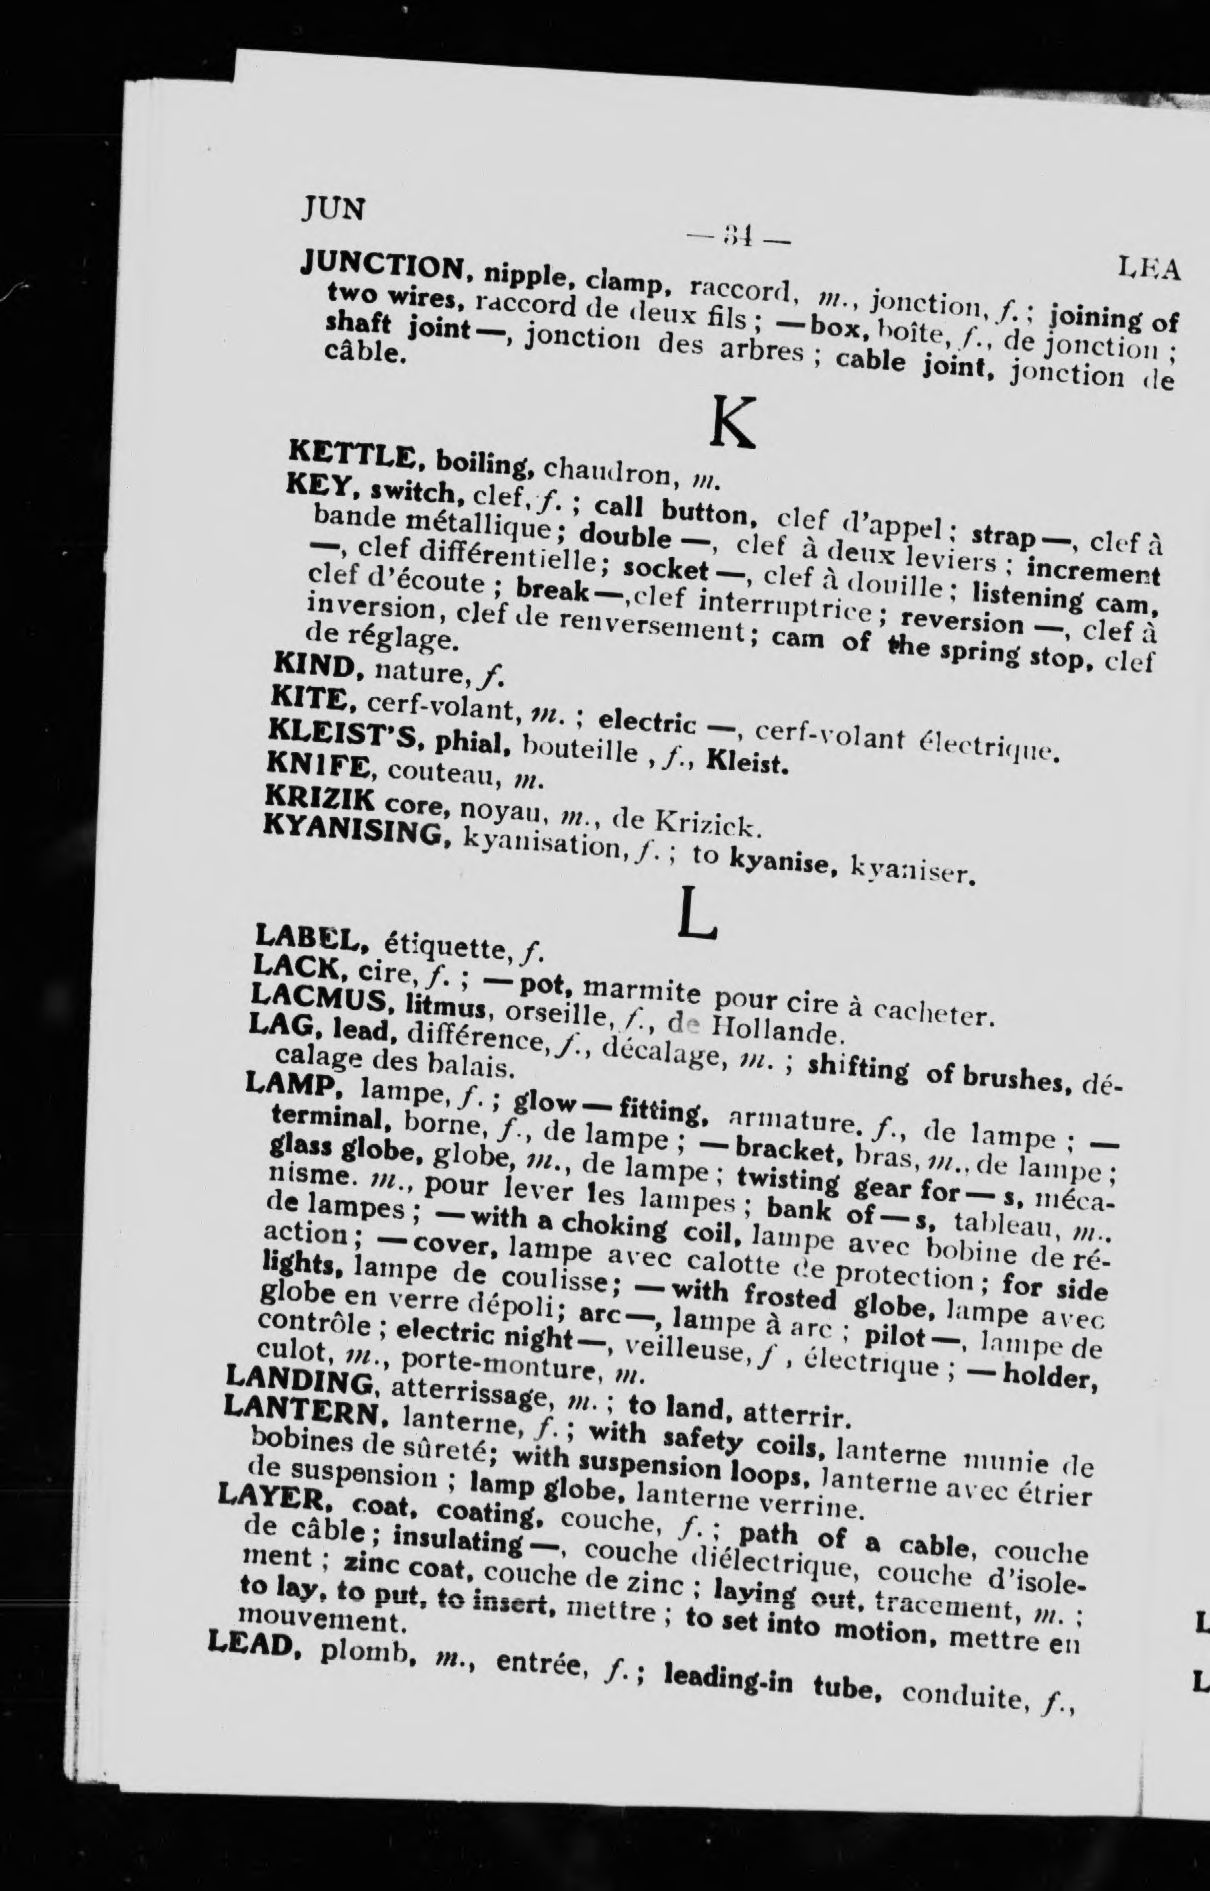 JUN
— 34 —
LEA
JUNCTION, nipple, clamp, raccord, m., jonction, f. ; joining of
two wires, raccord de deux fils ; — box, boîte, f., de jonction ;
shaft joint —, jonction des arbres ; cable joint, jonction de
câble.
K
KETTLE, boiling, chaudron, m.
KEY, switch, clef, f. ; call button, clef d'appel ; strap —, clef à
bande métallique ; double —, clef à deux leviers ; increment
—, clef différentielle ; socket —, clef à douille ; listening cam,
clef d'écoute ; break —, clef interruptrice ; reversion —, clef à
inversion, clef de renversement ; cam of the spring stop, clef
de réglage.
KIND, nature, f.
KITE, cerf-volant, m. ; electric —, cerf-volant électrique.
KLEIST'S, phial, bouteille , f., Kleist.
KN1FE, couteau, m.
KRIZIK core, noyau, m., de Krizick.
KYANISING, kyanisation, f. ; to kyanise, kyaniser.
L
LABEL, étiquette, f.
LACK, cire, f. ; — pot, marmite pour cire à cacheter.
LACMUS, litmus, orseille, f., de Hollande.
LAG, lead, différence, f., décalage, m. ; shifting of brushes, dé-
calage des balais.
LAMP, lampe, f. ; glow — fitting, armature. f., de lampe ; —
terminal, borne, f., de lampe ; — bracket, bras, m., de lampe ;
glass globe, globe, m., de lampe ; twisting gear for — s, méca-
nisme. m., pour lever les lampes ; bank of — s, tableau, m.,
de lampes ; — with a choking coil, lampe avec bobine de ré-
action ; — cover, lampe avec calotte de protection ; for side
lights, lampe de coulisse ; — with frosted globe, lampe avec
globe en verre dépoli ; arc —, lampe à arc ; pilot —, lampe de
contrôle ; electric night —, veilleuse, f , électrique ; — holder,
culot, m., porte-monture, m.
LANDING, atterrissage, m. ; to land, atterrir.
LANTERN, lanterne, f. ; with safety coils, lanterne munie de
bobines de sûreté ; with suspension loops, lanterne avec étrier
de suspension ; lamp globe, lanterne verrine.
LAYER, coat, coating, couche, f. ; path of a cable, couche
de câble ; insulating —, couche diélectrique, couche d'isole-
ment ; zinc coat, couche de zinc ; laying out, tracement, m. ;
to lay, to put, to insert, mettre ; to set into motion, mettre en
mouvement.
LEAD, plomb, m., entrée, f. ; leading-in tube, conduite, f.,
L
L